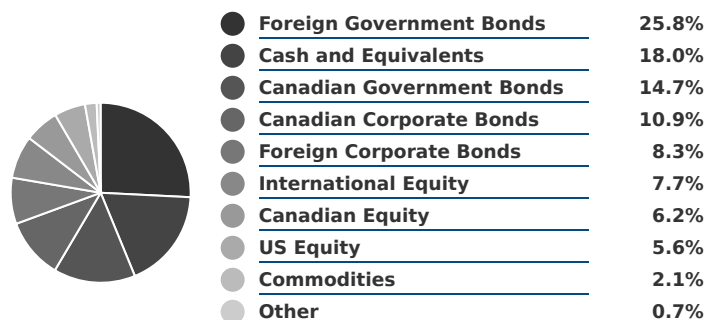 Foreign Government Bonds 25.8%
Cash and Equivalents 18.0%
Canadian Government Bonds 14.7%
Canadian Corporate Bonds 10.9%
Foreign Corporate Bonds 8.3%
International Equity 7.7%
Canadian Equity 6.2%
US Equity 5.6%
Commodities 2.1%
Other 0.7%